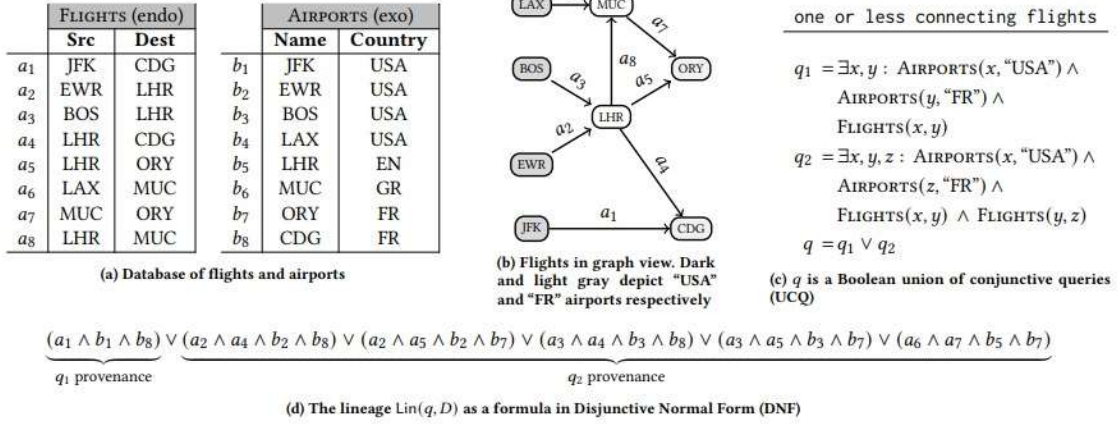 FLIGHTS (endo)
Src Dest
a1 JFK CDG
a2 EWR LHR
a3 BOS LHR
a4 LHR CDG
a5 LHR ORY
a6 LAX MUC
a7 MUC ORY
a8 LHR MUC
AIRPORTS (exo)
Name Country
b1 JFK USA
b2 EWR USA
b3 BOS USA
b4 LAX USA
b5 LHR EN
b6 MUC GR
b7 ORY FR
b8 CDG FR
(a) Database of flights and airports
LAX MUC
a7
BOS a3 a8 a5 ORY
LHR
a2
EWR a4
a1
JFK CDG
(b) Flights in graph view. Dark
and light gray depict “USA”
and “FR” airports respectively
one or less connecting flights
q1 = ∃x, y : AIRPORTS(x, “USA”) ∧
AIRPORTS(y, “FR”) ∧
FLIGHTS(x, y)
q2 = ∃x, y, z : AIRPORTS(x, “USA”) ∧
AIRPORTS(z, “FR”) ∧
FLIGHTS(x, y) ∧ FLIGHTS(y, z)
q = q1 ∨ q2
(c) q is a Boolean union of conjunctive queries
(UCQ)
(a1 ∧ b1 ∧ b8) ∨ (a2 ∧ a4 ∧ b2 ∧ b8) ∨ (a2 ∧ a5 ∧ b2 ∧ b7) ∨ (a3 ∧ a4 ∧ b3 ∧ b8) ∨ (a3 ∧ a5 ∧ b3 ∧ b7) ∨ (a6 ∧ a7 ∧ b5 ∧ b7)
q1 provenance q2 provenance
(d) The lineage Lin(q, D) as a formula in Disjunctive Normal Form (DNF)